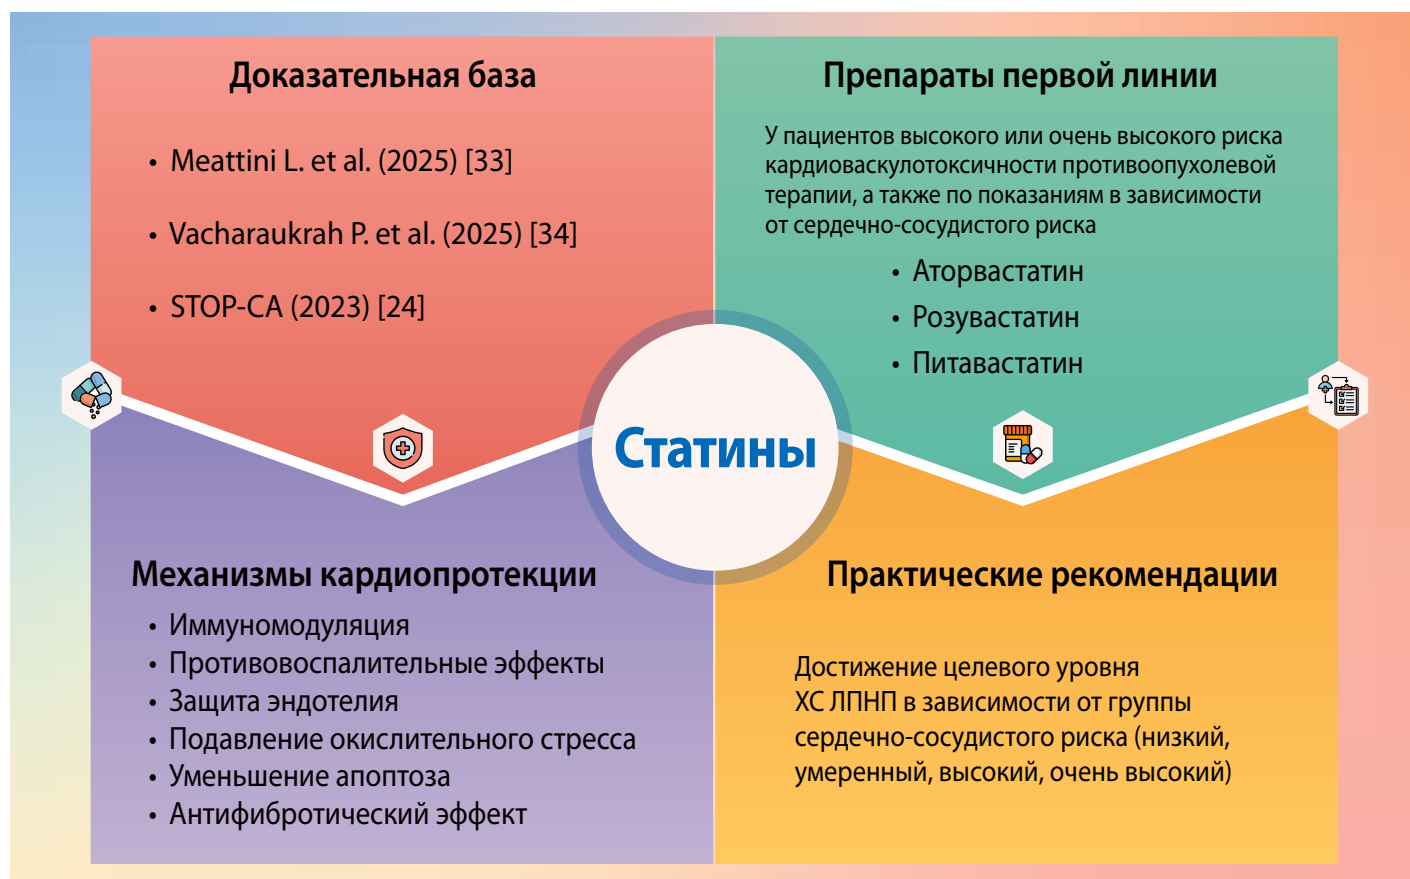 Доказательная база
• Meattini L. et al. (2025) [33]
• Vacharaukrah P. et al. (2025) [34]
• STOP-CA (2023) [24]
Препараты первой линии
У пациентов высокого или очень высокого риска
кардиоваскулотоксичности противоопухолевой
терапии, а также по показаниям в зависимости
от сердечно-сосудистого риска
• Аторвастатин
• Розувастатин
• Питавастатин
Статины
Механизмы кардиопротекции
• Иммуномодуляция
• Противовоспалительные эффекты
• Защита эндотелия
• Подавление окислительного стресса
• Уменьшение апоптоза
• Антифибротический эффект
Практические рекомендации
Достижение целевого уровня
ХС ЛПНП в зависимости от группы
сердечно-сосудистого риска (низкий,
умеренный, высокий, очень высокий)